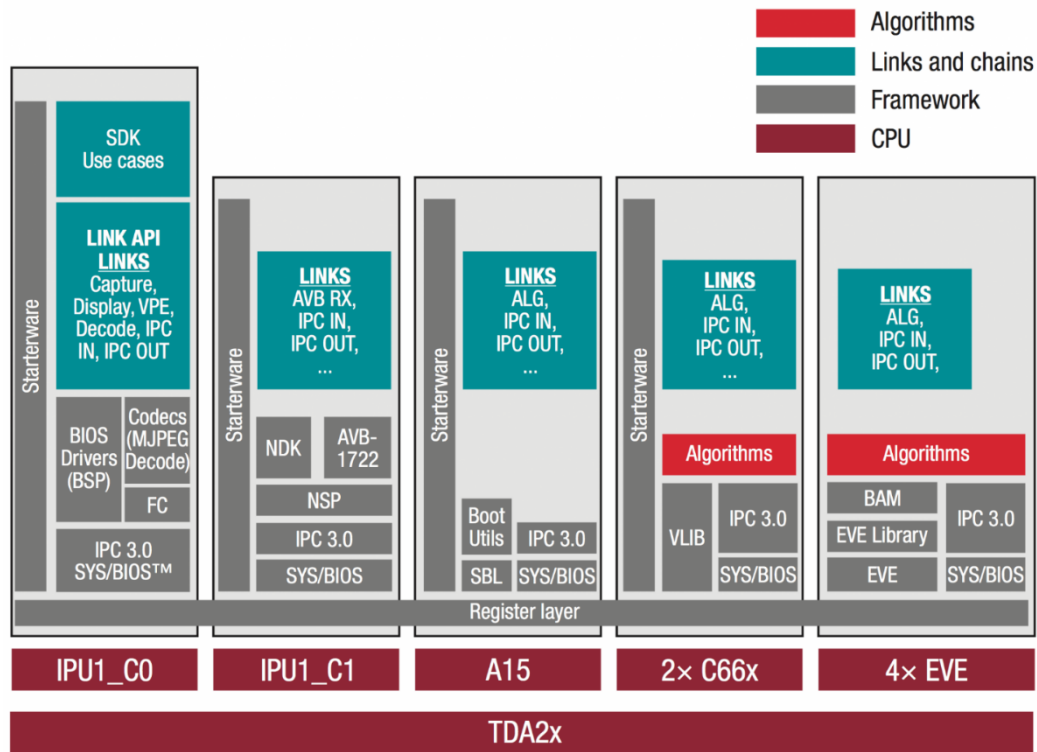 Algorithms
Links and chains
Framework
CPU
Starterware
SDK
Use cases
LINK API
LINKS
Capture,
Display, VPE,
Decode, IPC
IN, IPC OUT
BIOS
Drivers
(BSP)
Codecs
(MJPEG
Decode)
FC
IPC 3.0
SYS/BIOS™
Starterware
LINKS
AVB RX,
IPC IN,
IPC OUT,
...
NDK
AVB-
1722
NSP
IPC 3.0
SYS/BIOS
Starterware
LINKS
ALG,
IPC IN,
IPC OUT,
...
Boot
Utils
IPC 3.0
SBL
SYS/BIOS
Starterware
LINKS
ALG,
IPC IN,
IPC OUT,
...
Algorithms
VLIB
IPC 3.0
SYS/BIOS
LINKS
ALG,
IPC IN,
IPC OUT,
Algorithms
BAM
EVE Library
EVE
IPC 3.0
SYS/BIOS
Register layer
IPU1_C0
IPU1_C1
A15
2× C66x
4× EVE
TDA2x